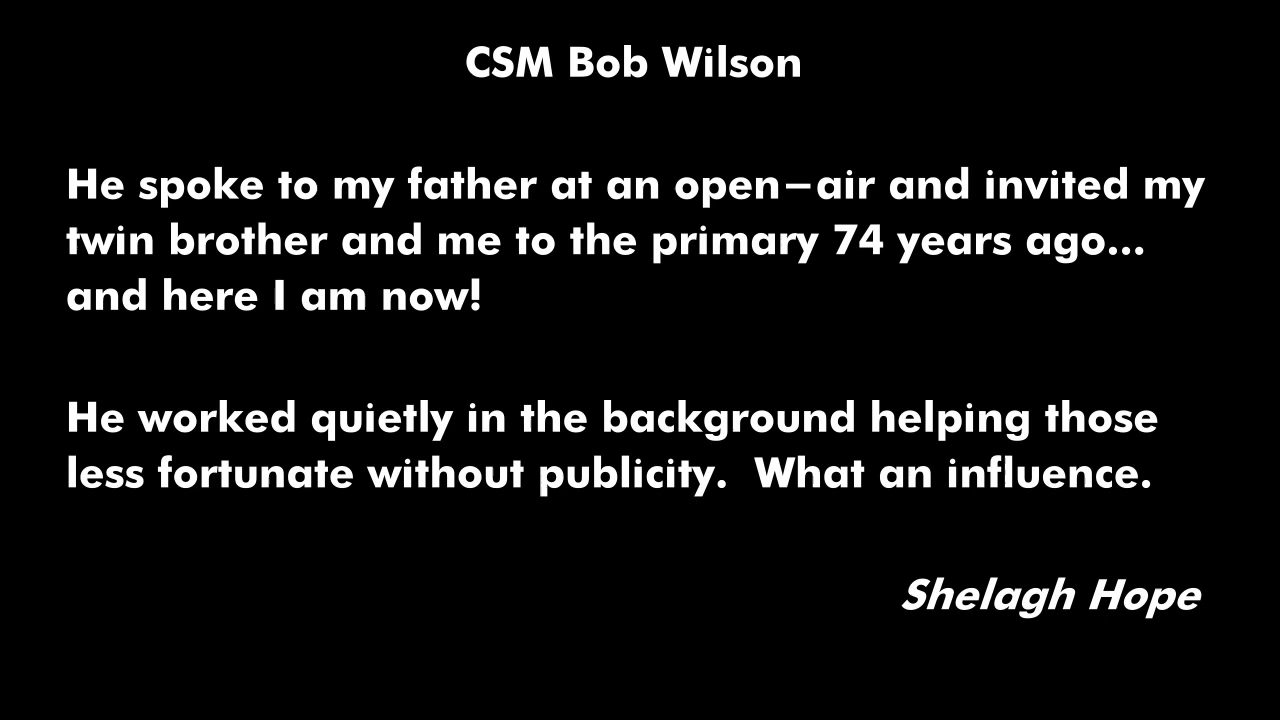 CSM Bob Wilson
He spoke to my father at an open–air and invited my
twin brother and me to the primary 74 years ago...
and here I am now!
He worked quietly in the background helping those
less fortunate without publicity.  What an influence.
Shelagh Hope